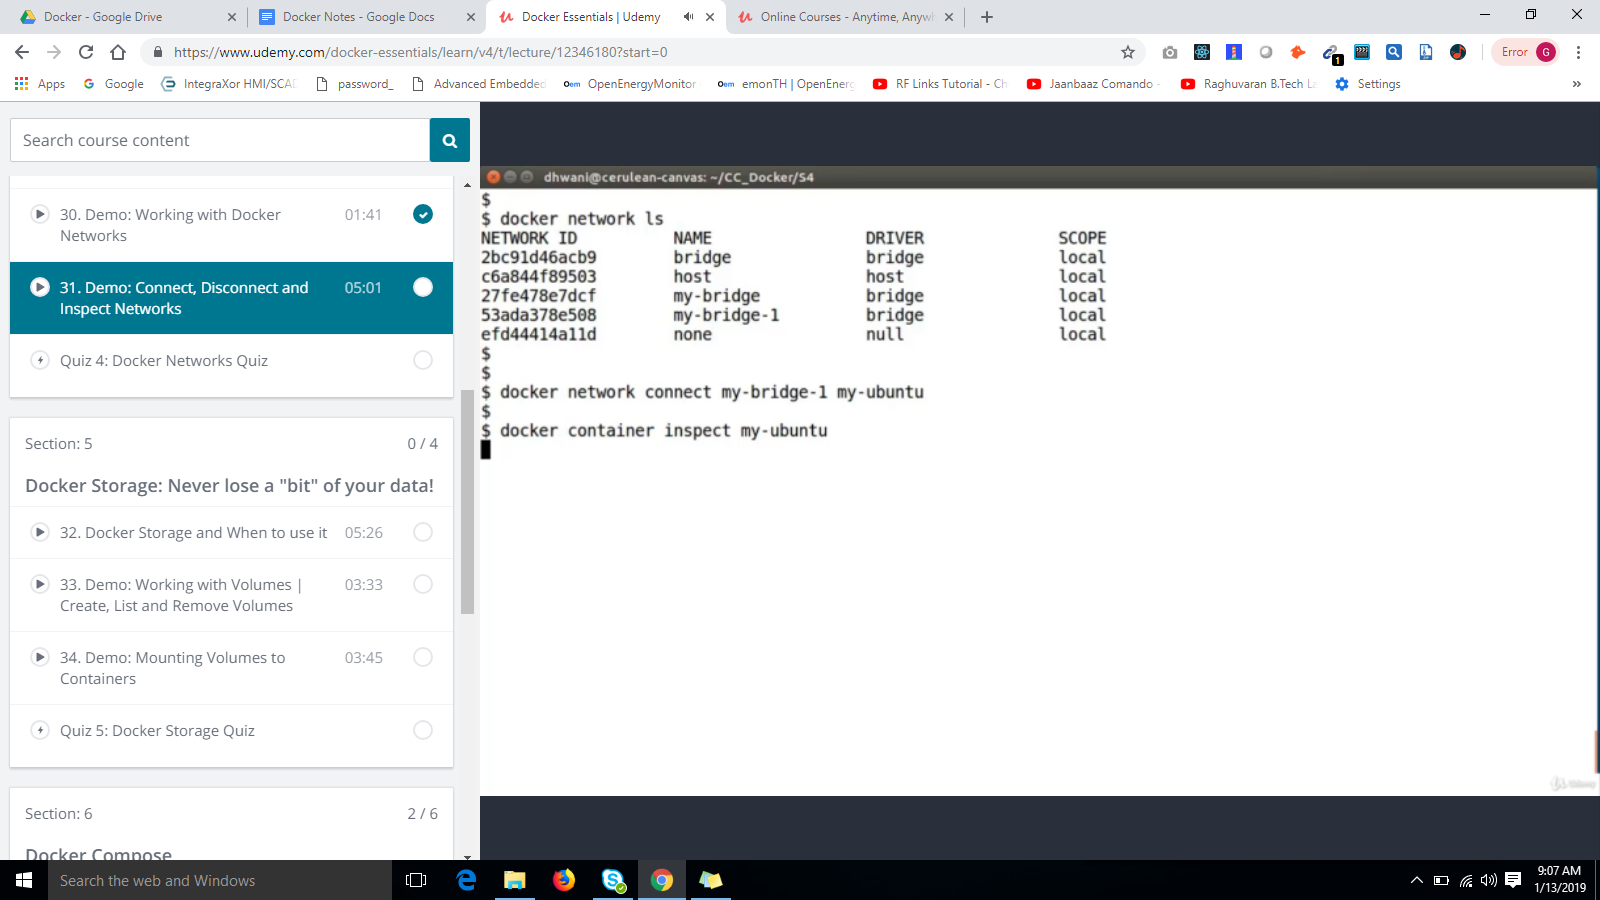 Docker - Google Drive
Docker Notes - Google Docs
Docker Essentials | Udemy
Online Courses - Anytime, Anyw
https://www.udemy.com/docker-essentials/learn/v4/t/lecture/12346180?start=0
1
Error G
Apps
Google
IntegraXor HMI/SCA
password_
Advanced Embedded
OpenEnergyMonitor
emonTH | OpenEnerg
RF Links Tutorial - Ch
Jaanbaaz Comando -
Raghuvaran B.Tech La
Settings
Search course content
30. Demo: Working with Docker Networks 01:41
31. Demo: Connect, Disconnect and Inspect Networks 05:01
Quiz 4: Docker Networks Quiz
Section: 5 0 / 4
Docker Storage: Never lose a "bit" of your data!
32. Docker Storage and When to use it 05:26
33. Demo: Working with Volumes | Create, List and Remove Volumes 03:33
34. Demo: Mounting Volumes to Containers 03:45
Quiz 5: Docker Storage Quiz
Section: 6 2 / 6
Docker Compose
dhwani@cerulean-canvas: ~/CC_Docker/S4
$
$ docker network ls
NETWORK ID NAME DRIVER SCOPE
2bc91d46acb9 bridge bridge local
c6a844f89503 host host local
27fe478e7dcf my-bridge bridge local
53ada378e508 my-bridge-1 bridge local
efd44414a11d none null local
$
$
$ docker network connect my-bridge-1 my-ubuntu
$
$ docker container inspect my-ubuntu
Udemy
Search the web and Windows
9:07 AM
1/13/2019